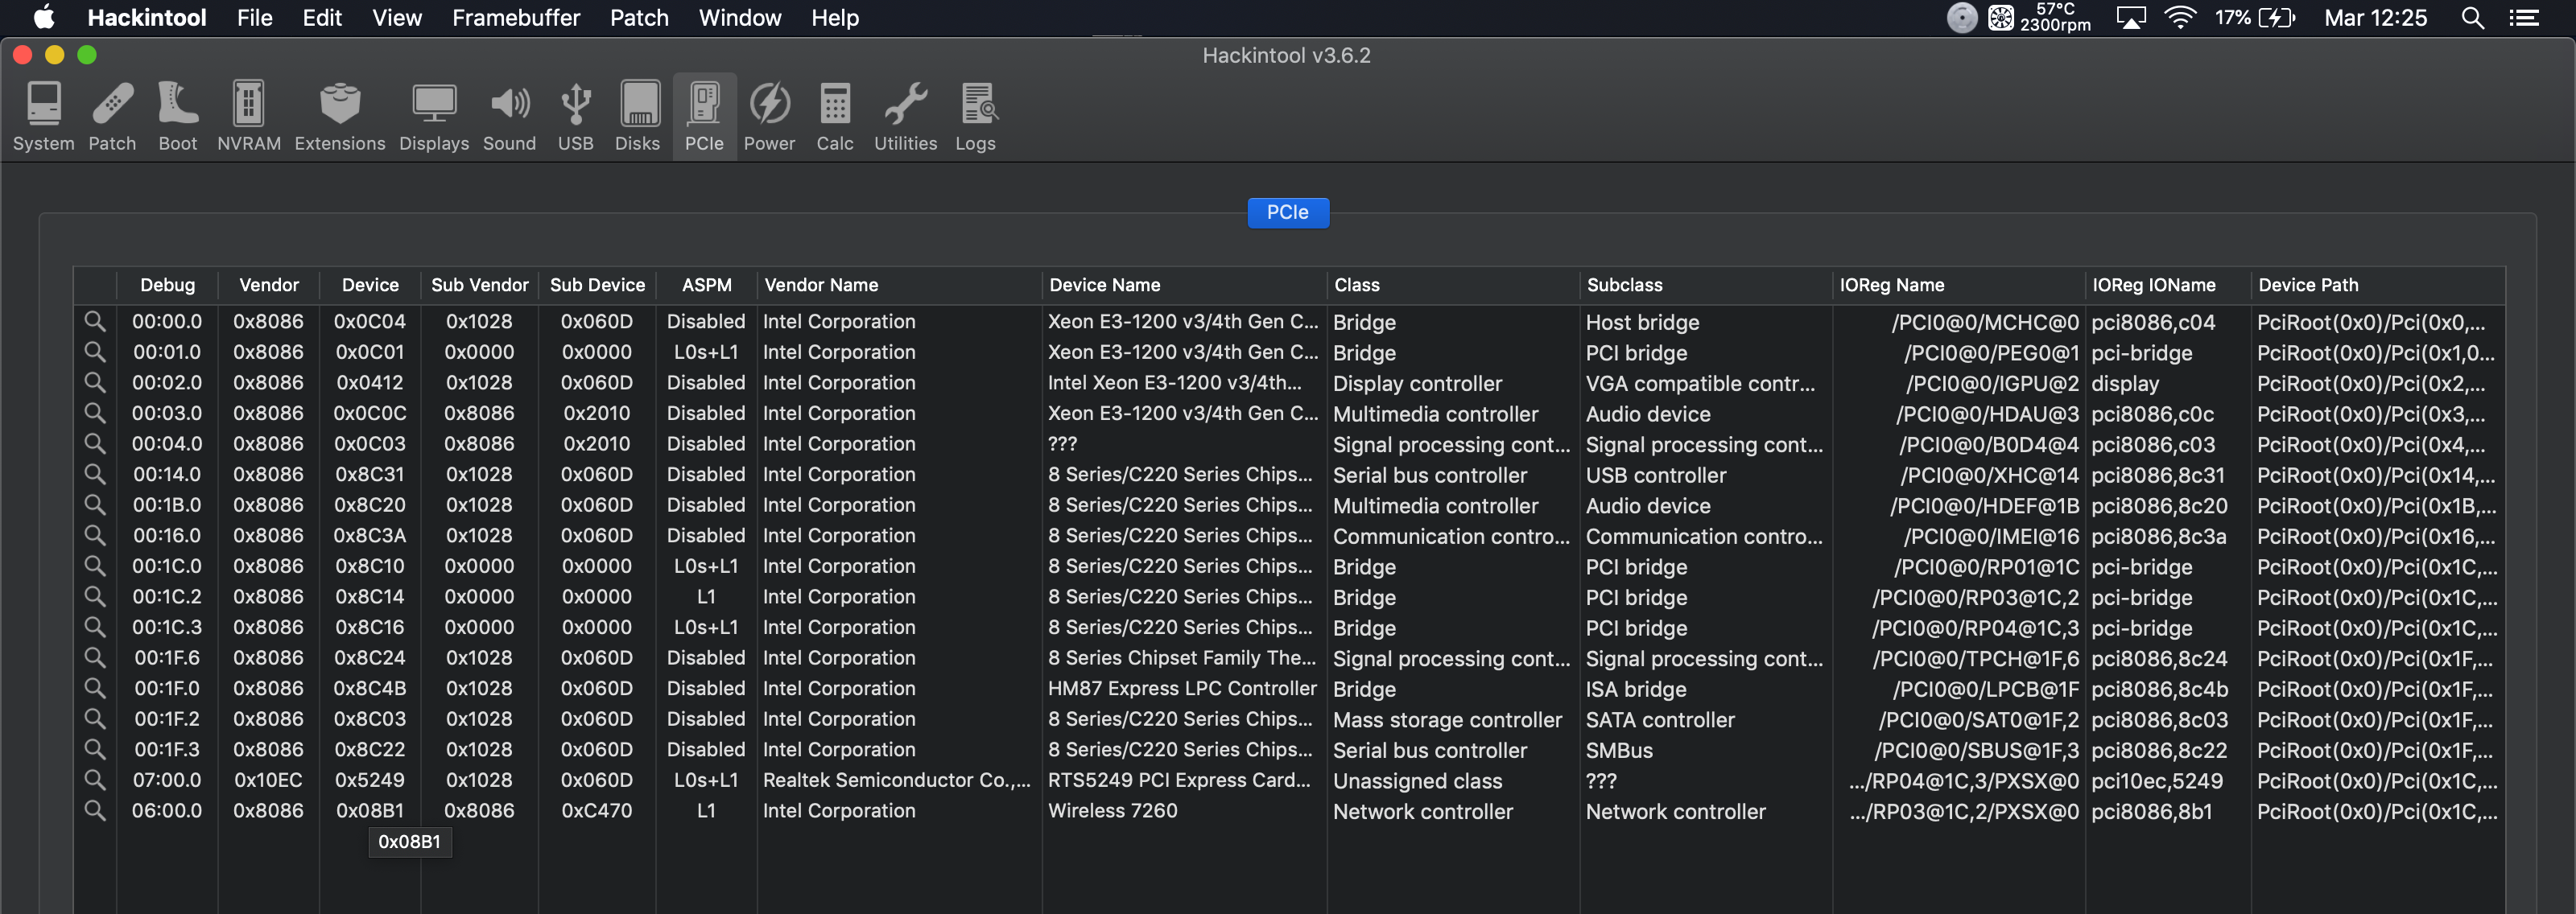 Hackintool File Edit View Framebuffer Patch Window Help 57°C 2300rpm 17% Mar 12:25
Hackintool v3.6.2
System Patch Boot NVRAM Extensions Displays Sound USB Disks PCIe Power Calc Utilities Logs
PCIe
Debug Vendor Device Sub Vendor Sub Device ASPM Vendor Name Device Name Class Subclass IOReg Name IOReg IOName Device Path
00:00.0 0x8086 0x0C04 0x1028 0x060D Disabled Intel Corporation Xeon E3-1200 v3/4th Gen C... Bridge Host bridge /PCI0@0/MCHC@0 pci8086,c04 PciRoot(0x0)/Pci(0x0,...
00:01.0 0x8086 0x0C01 0x0000 0x0000 L0s+L1 Intel Corporation Xeon E3-1200 v3/4th Gen C... Bridge PCI bridge /PCI0@0/PEG0@1 pci-bridge PciRoot(0x0)/Pci(0x1,0...
00:02.0 0x8086 0x0412 0x1028 0x060D Disabled Intel Corporation Intel Xeon E3-1200 v3/4th... Display controller VGA compatible contr... /PCI0@0/IGPU@2 display PciRoot(0x0)/Pci(0x2,...
00:03.0 0x8086 0x0C0C 0x8086 0x2010 Disabled Intel Corporation Xeon E3-1200 v3/4th Gen C... Multimedia controller Audio device /PCI0@0/HDAU@3 pci8086,c0c PciRoot(0x0)/Pci(0x3,...
00:04.0 0x8086 0x0C03 0x8086 0x2010 Disabled Intel Corporation ??? Signal processing cont... Signal processing cont... /PCI0@0/B0D4@4 pci8086,c03 PciRoot(0x0)/Pci(0x4,...
00:14.0 0x8086 0x8C31 0x1028 0x060D Disabled Intel Corporation 8 Series/C220 Series Chips... Serial bus controller USB controller /PCI0@0/XHC@14 pci8086,8c31 PciRoot(0x0)/Pci(0x14,...
00:1B.0 0x8086 0x8C20 0x1028 0x060D Disabled Intel Corporation 8 Series/C220 Series Chips... Multimedia controller Audio device /PCI0@0/HDEF@1B pci8086,8c20 PciRoot(0x0)/Pci(0x1B,...
00:16.0 0x8086 0x8C3A 0x1028 0x060D Disabled Intel Corporation 8 Series/C220 Series Chips... Communication contro... Communication contro... /PCI0@0/IMEI@16 pci8086,8c3a PciRoot(0x0)/Pci(0x16,...
00:1C.0 0x8086 0x8C10 0x0000 0x0000 L0s+L1 Intel Corporation 8 Series/C220 Series Chips... Bridge PCI bridge /PCI0@0/RP01@1C pci-bridge PciRoot(0x0)/Pci(0x1C,...
00:1C.2 0x8086 0x8C14 0x0000 0x0000 L1 Intel Corporation 8 Series/C220 Series Chips... Bridge PCI bridge /PCI0@0/RP03@1C,2 pci-bridge PciRoot(0x0)/Pci(0x1C,...
00:1C.3 0x8086 0x8C16 0x0000 0x0000 L0s+L1 Intel Corporation 8 Series/C220 Series Chips... Bridge PCI bridge /PCI0@0/RP04@1C,3 pci-bridge PciRoot(0x0)/Pci(0x1C,...
00:1F.6 0x8086 0x8C24 0x1028 0x060D Disabled Intel Corporation 8 Series Chipset Family The... Signal processing cont... Signal processing cont... /PCI0@0/TPCH@1F,6 pci8086,8c24 PciRoot(0x0)/Pci(0x1F,...
00:1F.0 0x8086 0x8C4B 0x1028 0x060D Disabled Intel Corporation HM87 Express LPC Controller Bridge ISA bridge /PCI0@0/LPCB@1F pci8086,8c4b PciRoot(0x0)/Pci(0x1F,...
00:1F.2 0x8086 0x8C03 0x1028 0x060D Disabled Intel Corporation 8 Series/C220 Series Chips... Mass storage controller SATA controller /PCI0@0/SAT0@1F,2 pci8086,8c03 PciRoot(0x0)/Pci(0x1F,...
00:1F.3 0x8086 0x8C22 0x1028 0x060D Disabled Intel Corporation 8 Series/C220 Series Chips... Serial bus controller SMBus /PCI0@0/SBUS@1F,3 pci8086,8c22 PciRoot(0x0)/Pci(0x1F,...
07:00.0 0x10EC 0x5249 0x1028 0x060D L0s+L1 Realtek Semiconductor Co.,... RTS5249 PCI Express Card... Unassigned class ??? .../RP04@1C,3/PXSX@0 pci10ec,5249 PciRoot(0x0)/Pci(0x1C,...
06:00.0 0x8086 0x08B1 0x8086 0xC470 L1 Intel Corporation Wireless 7260 Network controller Network controller .../RP03@1C,2/PXSX@0 pci8086,8b1 PciRoot(0x0)/Pci(0x1C,...
0x08B1